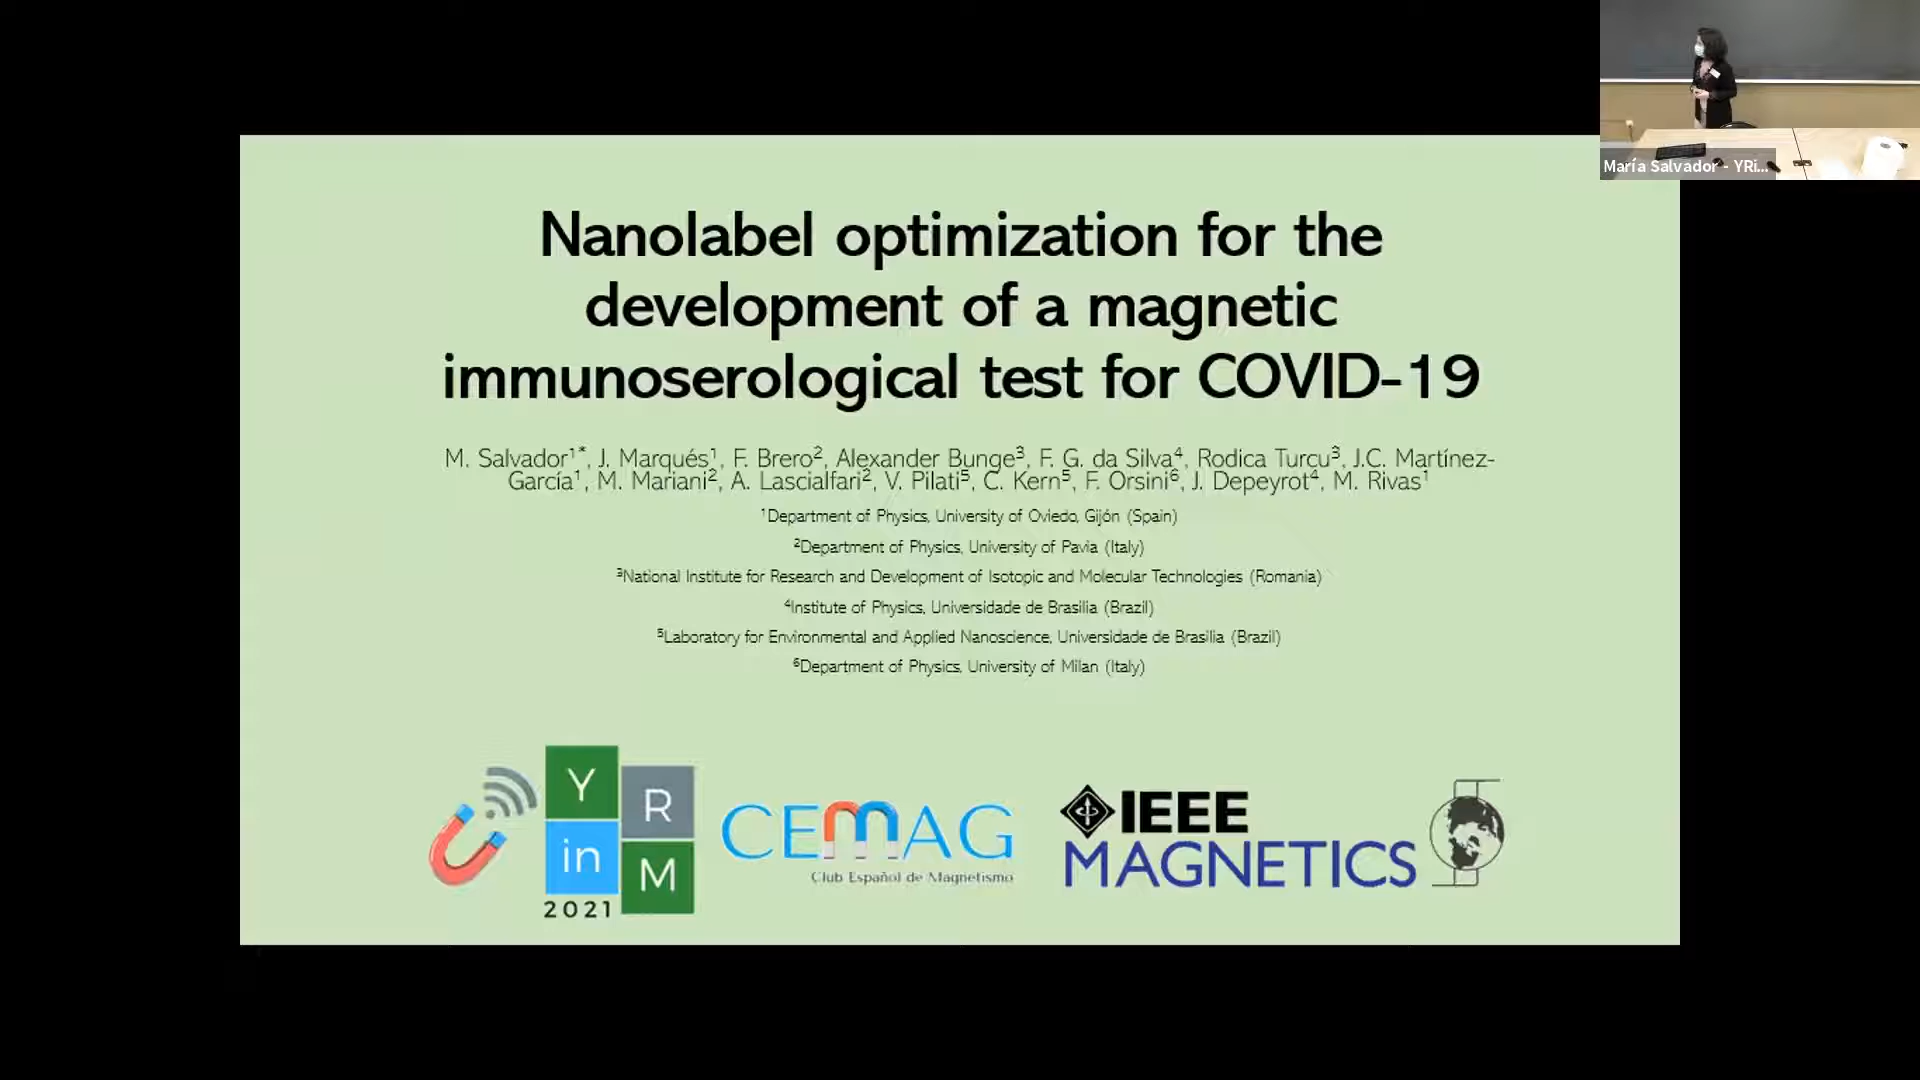 María Salvador - YRi...
Nanolabel optimization for the
development of a magnetic
immunoserological test for COVID-19
M. Salvador¹*, J. Marqués¹, F. Brero², Alexander Bunge³, F. G. da Silva⁴, Rodica Turcu³, J.C. Martínez-
García¹, M. Mariani², A. Lascialfari², V. Pilati⁵, C. Kern⁵, F. Orsini⁶, J. Depeyrot⁴, M. Rivas¹
¹Department of Physics, University of Oviedo, Gijón (Spain)
²Department of Physics, University of Pavia (Italy)
³National Institute for Research and Development of Isotopic and Molecular Technologies (Romania)
⁴Institute of Physics, Universidade de Brasilia (Brazil)
⁵Laboratory for Environmental and Applied Nanoscience, Universidade de Brasilia (Brazil)
⁶Department of Physics, University of Milan (Italy)
Y
R
in
M
2021
CEMAG
Club Español de Magnetismo
IEEE
MAGNETICS